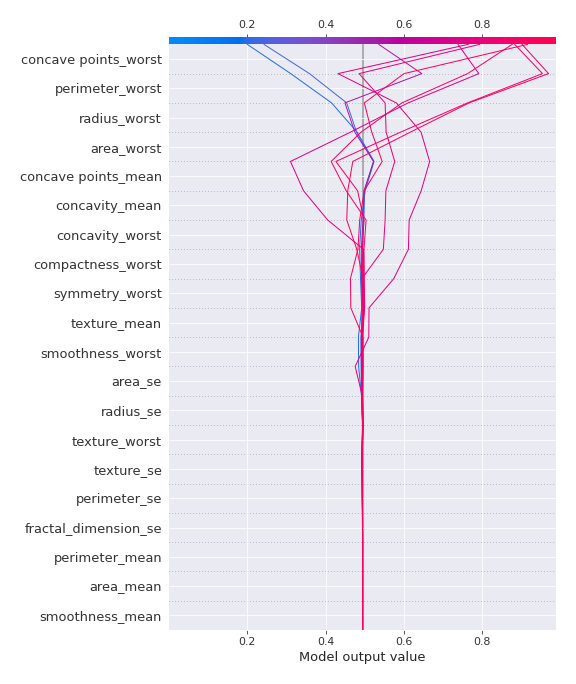 0.2 0.4 0.6 0.8
concave points_worst
perimeter_worst
radius_worst
area_worst
concave points_mean
concavity_mean
concavity_worst
compactness_worst
symmetry_worst
texture_mean
smoothness_worst
area_se
radius_se
texture_worst
texture_se
perimeter_se
fractal_dimension_se
perimeter_mean
area_mean
smoothness_mean
0.2 0.4 0.6 0.8
Model output value